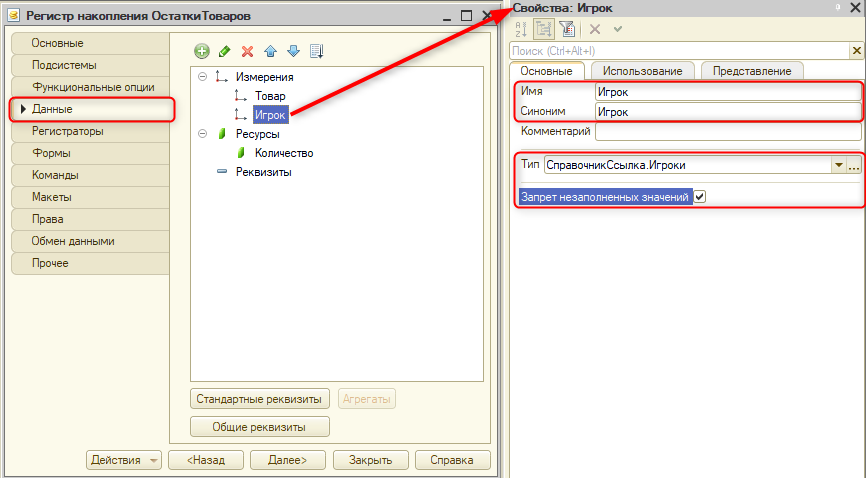 Регистр накопления ОстаткиТоваров
Основные
Подсистемы
Функциональные опции
Данные
Регистраторы
Формы
Команды
Макеты
Права
Обмен данными
Прочее
Измерения
Товар
Игрок
Ресурсы
Количество
Реквизиты
Стандартные реквизиты
Агрегаты
Общие реквизиты
Действия
<Назад
Далее>
Закрыть
Справка
Свойства: Игрок
Поиск (Ctrl+Alt+I)
Основные
Использование
Представление
Имя Игрок
Синоним Игрок
Комментарий
Тип СправочникСсылка.Игроки
Запрет незаполненных значений